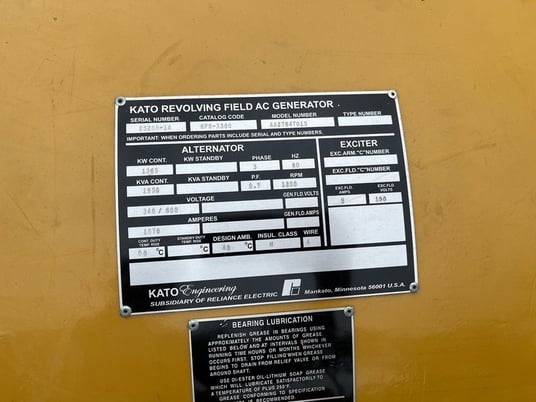 KATO REVOLVING FIELD AC GENERATOR
SERIAL NUMBER CATALOG CODE MODEL NUMBER TYPE NUMBER
IMPORTANT: WHEN ORDERING PARTS INCLUDE SERIAL AND TYPE NUMBERS.
ALTERNATOR EXCITER
KW CONT. KW STANDBY PHASE HZ EXC.ARM."C"NUMBER
3 60
KVA CONT. KVA STANDBY P.F. RPM EXC.FLD."C"NUMBER
0.7
VOLTAGE GEN.FLD.VOLTS EXC.FLD. AMPS EXC.FLD. VOLTS
346 / 600
AMPERES GEN.FLD.AMPS
CONT. DUTY TEMP. RISE STANDBY DUTY TEMP. RISE DESIGN AMB. INSUL. CLASS WIRE
°C °C °C
KATO Engineering
SUBSIDIARY OF RELIANCE ELECTRIC Mankato, Minnesota 56001 U.S.A.
BEARING LUBRICATION
REPLENISH GREASE IN BEARINGS USING
APPROXIMATELY THE AMOUNTS OF GREASE
LISTED BELOW AND AT INTERVALS SHOWN IN
RUNNING TIME HOURS OR MONTHS WHICHEVER
OCCURS FIRST. STOP FILLING WHEN GREASE
BEGINS TO DRAIN FROM RELIEF VALVE OR FROM
AROUND SHAFT.
USE DI-ESTER OIL-LITHIUM SOAP GREASE
WHICH WILL LUBRICATE SATISFACTORILY TO
A TEMPERATURE OF PLUS 250°F.
GREASE CONFORMING TO SPECIFICATION
IS RECOMMENDED